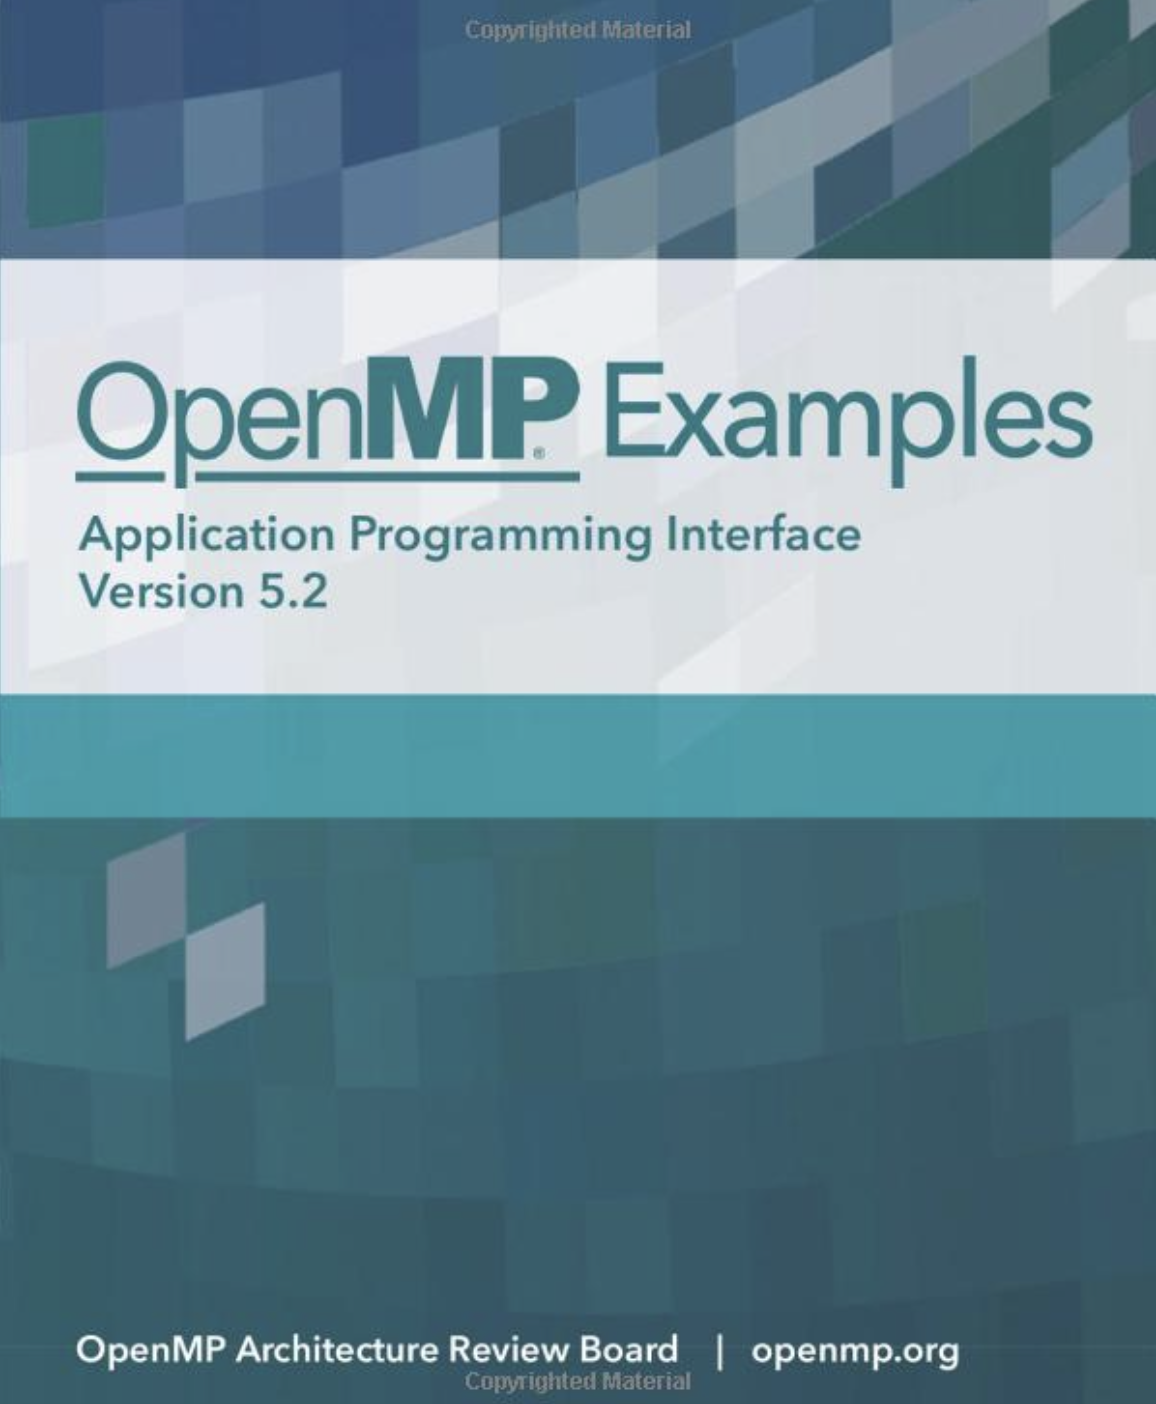 Copyrighted Material
OpenMP® Examples
Application Programming Interface
Version 5.2
OpenMP Architecture Review Board | openmp.org
Copyrighted Material